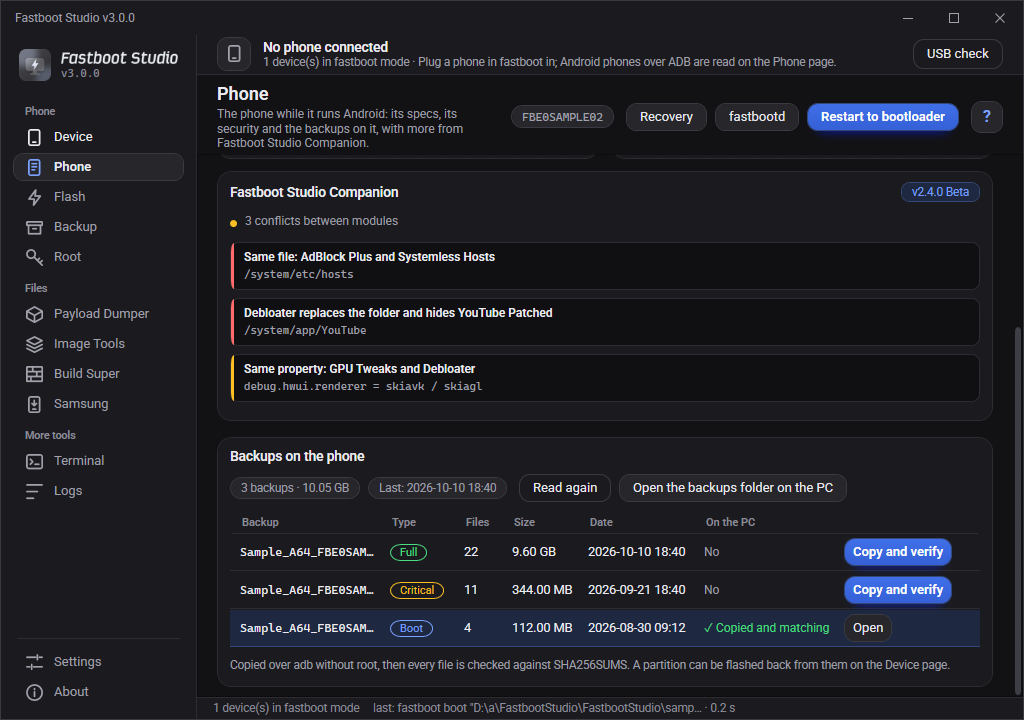 Fastboot Studio v3.0.0
Fastboot Studio
v3.0.0
Phone
Device
Phone
Flash
Backup
Root
Files
Payload Dumper
Image Tools
Build Super
Samsung
More tools
Terminal
Logs
Settings
About
No phone connected
1 device(s) in fastboot mode · Plug a phone in fastboot in; Android phones over ADB are read on the Phone page.
USB check
Phone
The phone while it runs Android: its specs, its
security and the backups on it, with more from
Fastboot Studio Companion.
FBE0SAMPLE02
Recovery
fastbootd
Restart to bootloader
?
Fastboot Studio Companion
v2.4.0 Beta
3 conflicts between modules
Same file: AdBlock Plus and Systemless Hosts
/system/etc/hosts
Debloater replaces the folder and hides YouTube Patched
/system/app/YouTube
Same property: GPU Tweaks and Debloater
debug.hwui.renderer = skiavk / skiagl
Backups on the phone
3 backups · 10.05 GB
Last: 2026-10-10 18:40
Read again
Open the backups folder on the PC
Backup Type Files Size Date On the PC
Sample_A64_FBE0SAM… Full 22 9.60 GB 2026-10-10 18:40 No Copy and verify
Sample_A64_FBE0SAM… Critical 11 344.00 MB 2026-09-21 18:40 No Copy and verify
Sample_A64_FBE0SAM… Boot 4 112.00 MB 2026-08-30 09:12 ✓ Copied and matching Open
Copied over adb without root, then every file is checked against SHA256SUMS. A partition can be flashed back from them on the Device page.
1 device(s) in fastboot mode last: fastboot boot "D:\a\FastbootStudio\FastbootStudio\samp… · 0.2 s